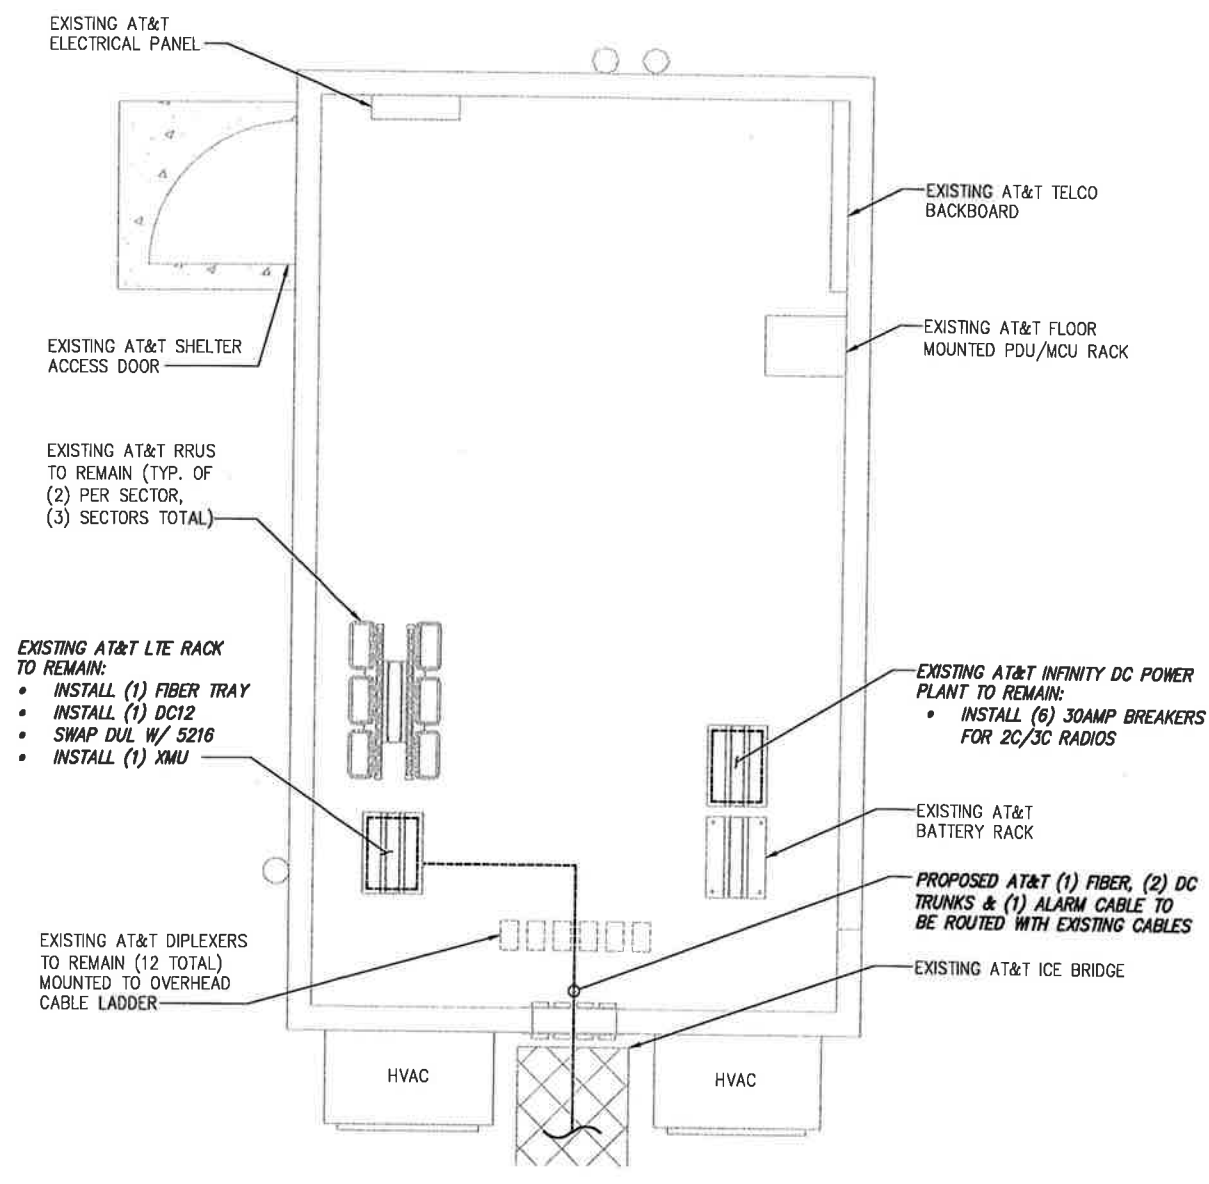 EXISTING AT&T
ELECTRICAL PANEL
EXISTING AT&T TELCO
BACKBOARD
EXISTING AT&T SHELTER
ACCESS DOOR
EXISTING AT&T FLOOR
MOUNTED PDU/MCU RACK
EXISTING AT&T RRUS
TO REMAIN (TYP. OF
(2) PER SECTOR,
(3) SECTORS TOTAL)
EXISTING AT&T LTE RACK
TO REMAIN:
• INSTALL (1) FIBER TRAY
• INSTALL (1) DC12
• SWAP DUL W/ 5216
• INSTALL (1) XMU
EXISTING AT&T INFINITY DC POWER
PLANT TO REMAIN:
• INSTALL (6) 30AMP BREAKERS
FOR 2C/3C RADIOS
EXISTING AT&T
BATTERY RACK
PROPOSED AT&T (1) FIBER, (2) DC
TRUNKS & (1) ALARM CABLE TO
BE ROUTED WITH EXISTING CABLES
EXISTING AT&T DIPLEXERS
TO REMAIN (12 TOTAL)
MOUNTED TO OVERHEAD
CABLE LADDER
EXISTING AT&T ICE BRIDGE
HVAC
HVAC